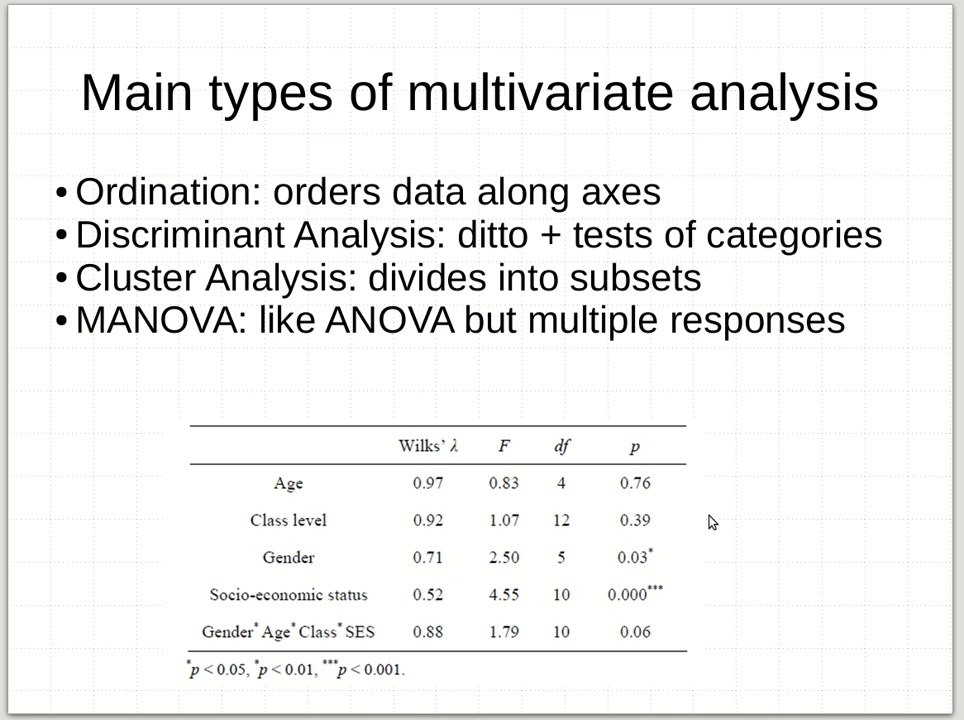 Main types of multivariate analysis
• Ordination: orders data along axes
• Discriminant Analysis: ditto + tests of categories
• Cluster Analysis: divides into subsets
• MANOVA: like ANOVA but multiple responses
Wilks’ λ F df p
Age 0.97 0.83 4 0.76
Class level 0.92 1.07 12 0.39
Gender 0.71 2.50 5 0.03*
Socio-economic status 0.52 4.55 10 0.000***
Gender*Age*Class*SES 0.88 1.79 10 0.06
*p < 0.05, *p < 0.01, ***p < 0.001.